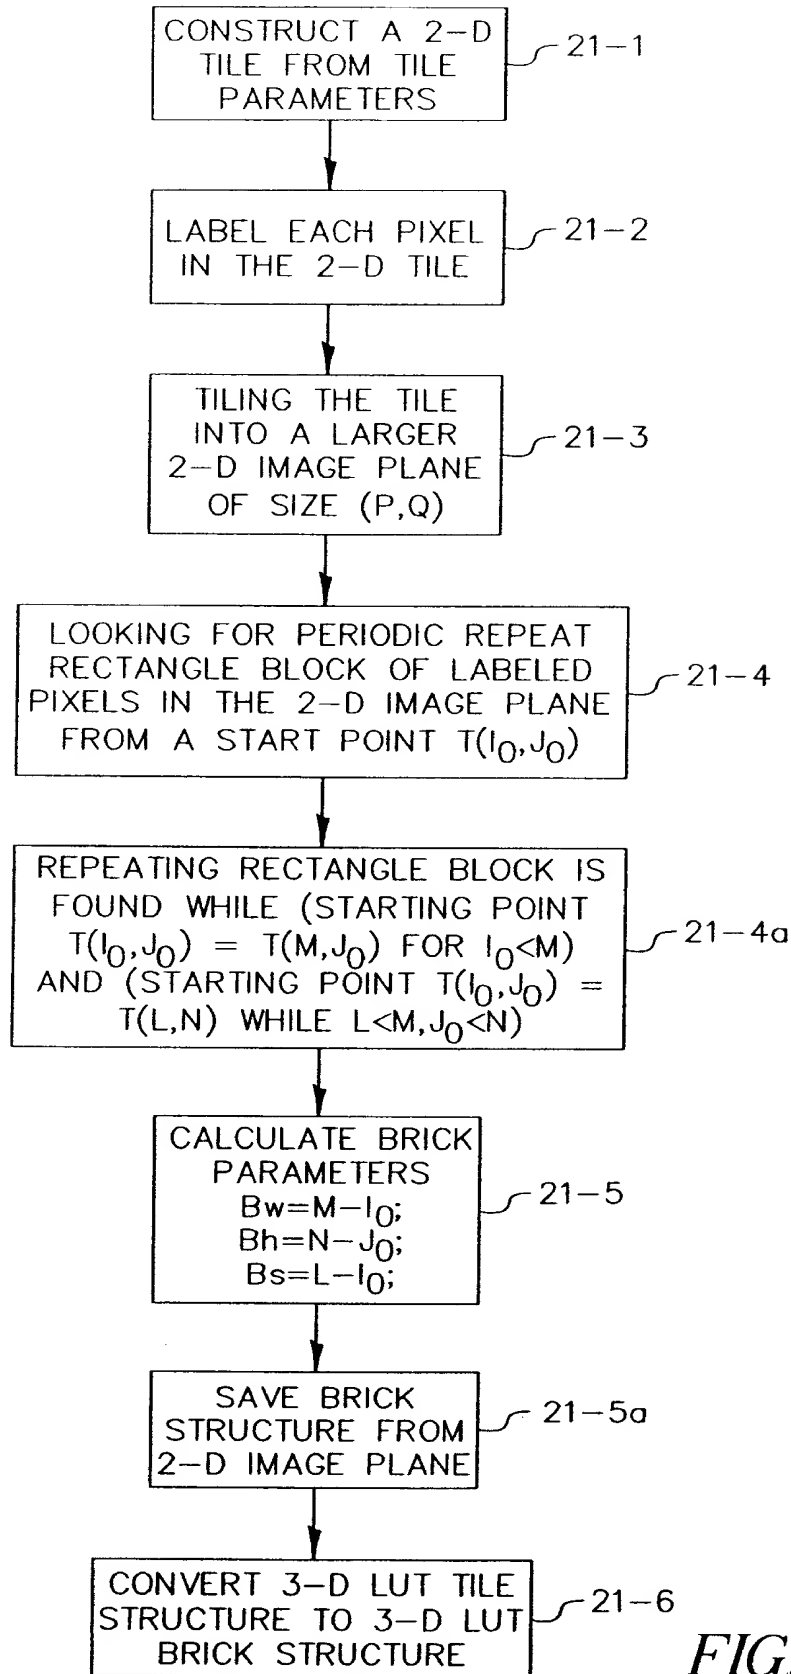 CONSTRUCT A 2-D
TILE FROM TILE
PARAMETERS
21-1
LABEL EACH PIXEL
IN THE 2-D TILE
21-2
TILING THE TILE
INTO A LARGER
2-D IMAGE PLANE
OF SIZE (P,Q)
21-3
LOOKING FOR PERIODIC REPEAT
RECTANGLE BLOCK OF LABELED
PIXELS IN THE 2-D IMAGE PLANE
FROM A START POINT T(I0,J0)
21-4
REPEATING RECTANGLE BLOCK IS
FOUND WHILE (STARTING POINT
T(I0,J0) = T(M,J0) FOR I0<M)
AND (STARTING POINT T(I0,J0) =
T(L,N) WHILE L<M,J0<N)
21-4a
CALCULATE BRICK
PARAMETERS
Bw=M-I0;
Bh=N-J0;
Bs=L-I0;
21-5
SAVE BRICK
STRUCTURE FROM
2-D IMAGE PLANE
21-5a
CONVERT 3-D LUT TILE
STRUCTURE TO 3-D LUT
BRICK STRUCTURE
21-6
FIG.